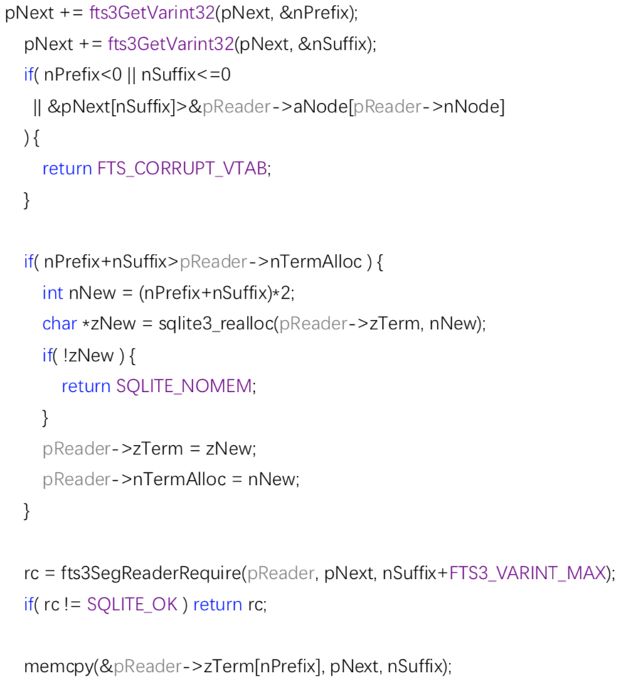 pNext += fts3GetVarint32(pNext, &nPrefix);
pNext += fts3GetVarint32(pNext, &nSuffix);
if( nPrefix<0 || nSuffix<=0
|| &pNext[nSuffix]>&pReader->aNode[pReader->nNode]
) {
return FTS_CORRUPT_VTAB;
}
if( nPrefix+nSuffix>pReader->nTermAlloc ) {
int nNew = (nPrefix+nSuffix)*2;
char *zNew = sqlite3_realloc(pReader->zTerm, nNew);
if( !zNew ) {
return SQLITE_NOMEM;
}
pReader->zTerm = zNew;
pReader->nTermAlloc = nNew;
}
rc = fts3SegReaderRequire(pReader, pNext, nSuffix+FTS3_VARINT_MAX);
if( rc != SQLITE_OK ) return rc;
memcpy(&pReader->zTerm[nPrefix], pNext, nSuffix);